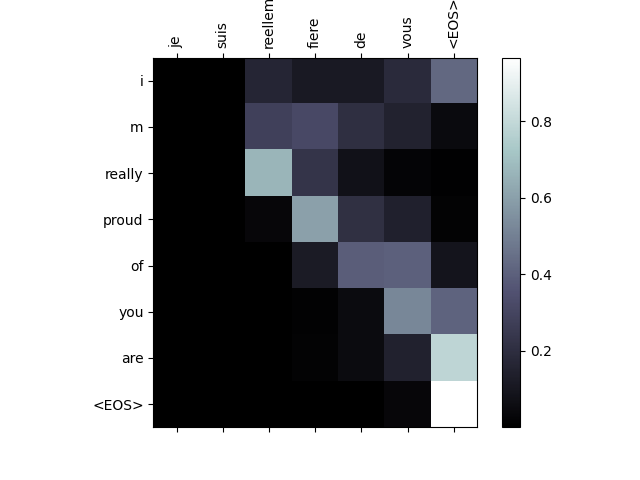 je
suis
reellem
fiere
de
vous
<EOS>
i
m
really
proud
of
you
are
<EOS>
0.8
0.6
0.4
0.2